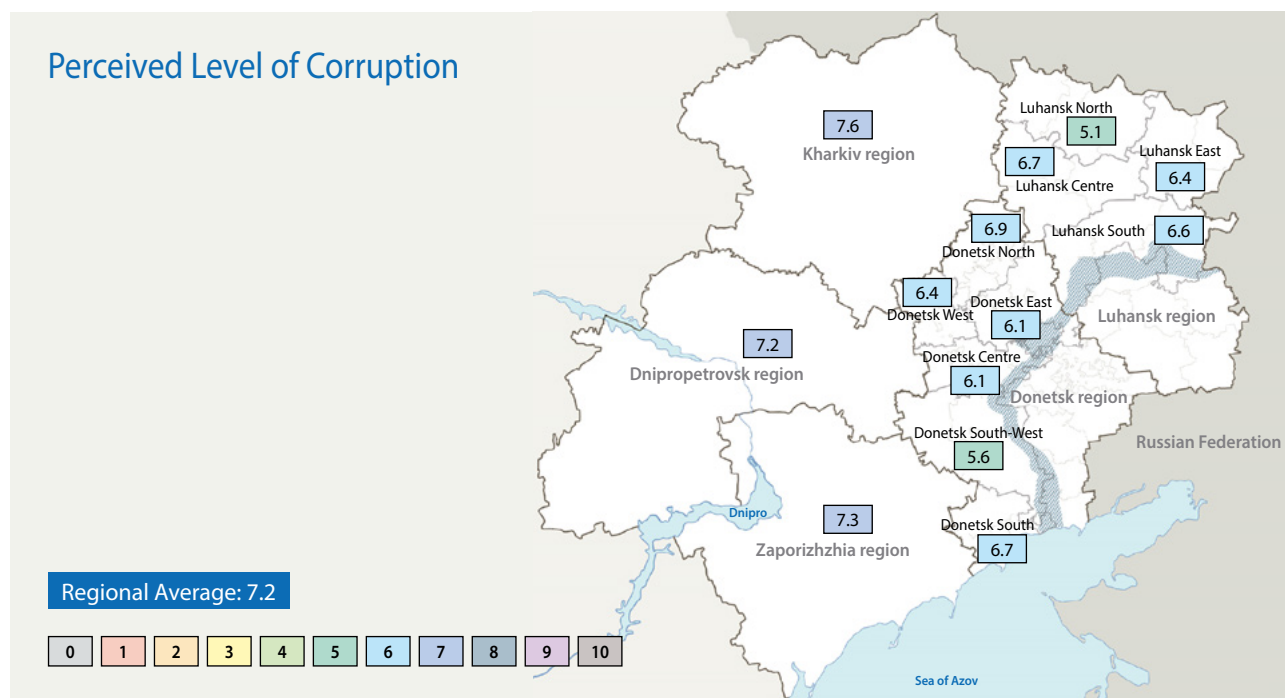 Perceived Level of Corruption
Luhansk North
5.1
7.6
Kharkiv region
Luhansk East
6.4
6.7
Luhansk Centre
6.9
Donetsk North
Luhansk South
6.6
6.4
Donetsk West
Donetsk East
6.1
Luhansk region
7.2
Dnipropetrovsk region
Donetsk Centre
6.1
Donetsk region
Donetsk South-West
5.6
Russian Federation
Dnipro
7.3
Zaporizhzhia region
Donetsk South
6.7
Regional Average: 7.2
0 1 2 3 4 5 6 7 8 9 10
Sea of Azov